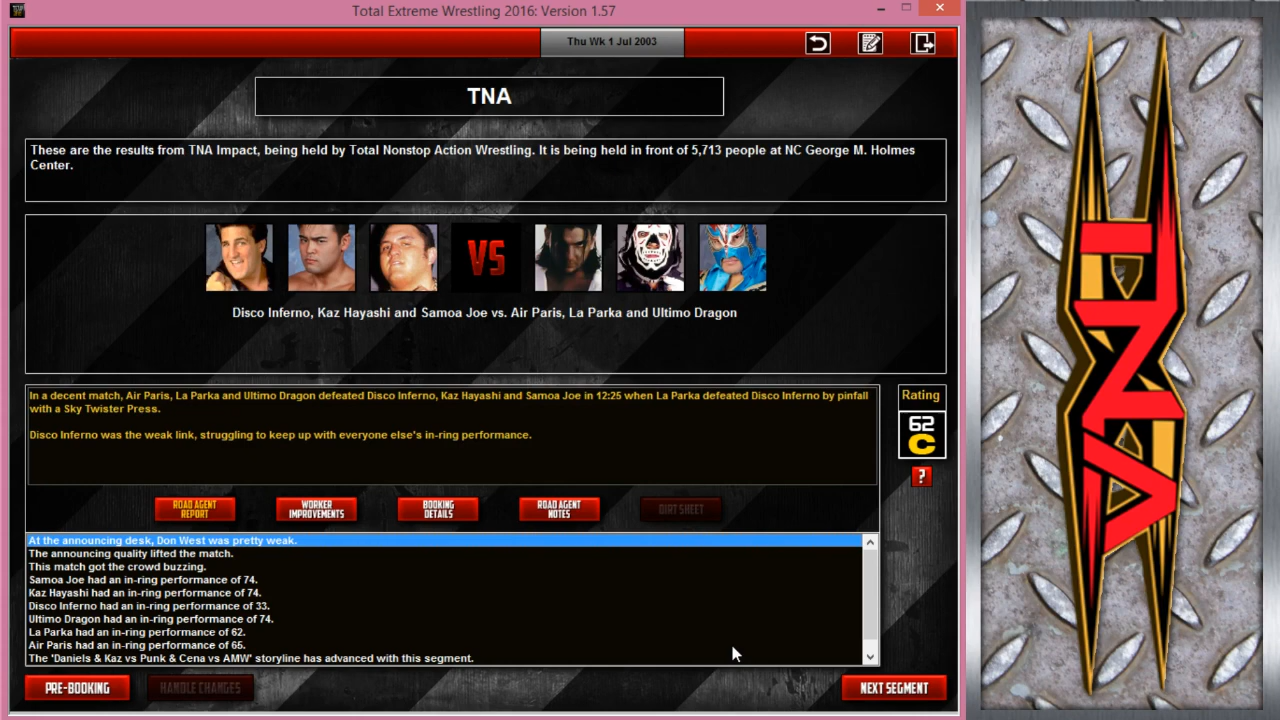 Total Extreme Wrestling 2016: Version 1.57
Thu Wk 1 Jul 2003
TNA
These are the results from TNA Impact, being held by Total Nonstop Action Wrestling. It is being held in front of 5,713 people at NC George M. Holmes
Center.
VS
Disco Inferno, Kaz Hayashi and Samoa Joe vs. Air Paris, La Parka and Ultimo Dragon
In a decent match, Air Paris, La Parka and Ultimo Dragon defeated Disco Inferno, Kaz Hayashi and Samoa Joe in 12:25 when La Parka defeated Disco Inferno by pinfall
with a Sky Twister Press.
Disco Inferno was the weak link, struggling to keep up with everyone else's in-ring performance.
Rating
62
C
?
ROAD AGENT
REPORT
WORKER
IMPROVEMENTS
BOOKING
DETAILS
ROAD AGENT
NOTES
DIRT SHEET
At the announcing desk, Don West was pretty weak.
The announcing quality lifted the match.
This match got the crowd buzzing.
Samoa Joe had an in-ring performance of 74.
Kaz Hayashi had an in-ring performance of 74.
Disco Inferno had an in-ring performance of 33.
Ultimo Dragon had an in-ring performance of 74.
La Parka had an in-ring performance of 62.
Air Paris had an in-ring performance of 65.
The 'Daniels & Kaz vs Punk & Cena vs AMW' storyline has advanced with this segment.
PRE-BOOKING
HANDLE CHANGES
NEXT SEGMENT
TNA